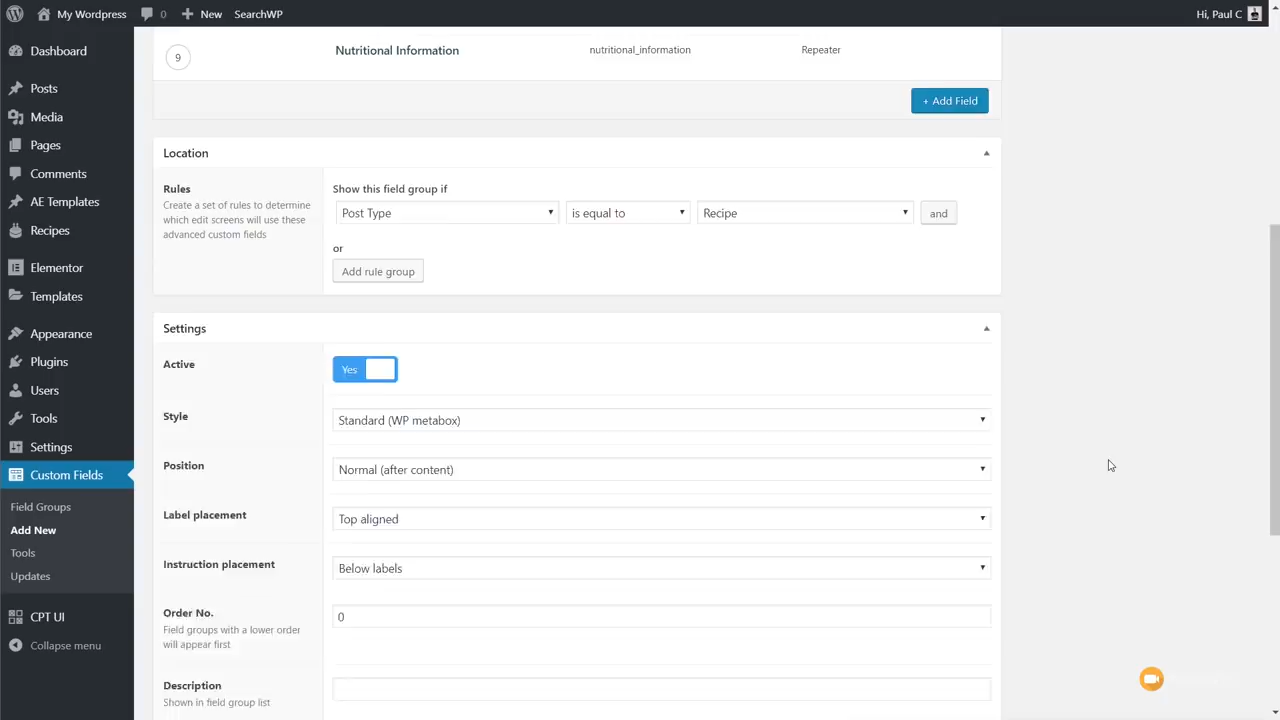 My Wordpress
0
New
SearchWP
Hi, Paul C
Dashboard
Posts
Media
Pages
Comments
AE Templates
Recipes
Elementor
Templates
Appearance
Plugins
Users
Tools
Settings
Custom Fields
Field Groups
Add New
Tools
Updates
CPT UI
Collapse menu
9
Nutritional Information
nutritional_information
Repeater
+ Add Field
Location
Rules
Create a set of rules to determine
which edit screens will use these
advanced custom fields
Show this field group if
Post Type
is equal to
Recipe
and
or
Add rule group
Settings
Active
Yes
Style
Standard (WP metabox)
Position
Normal (after content)
Label placement
Top aligned
Instruction placement
Below labels
Order No.
Field groups with a lower order
will appear first
0
Description
Shown in field group list